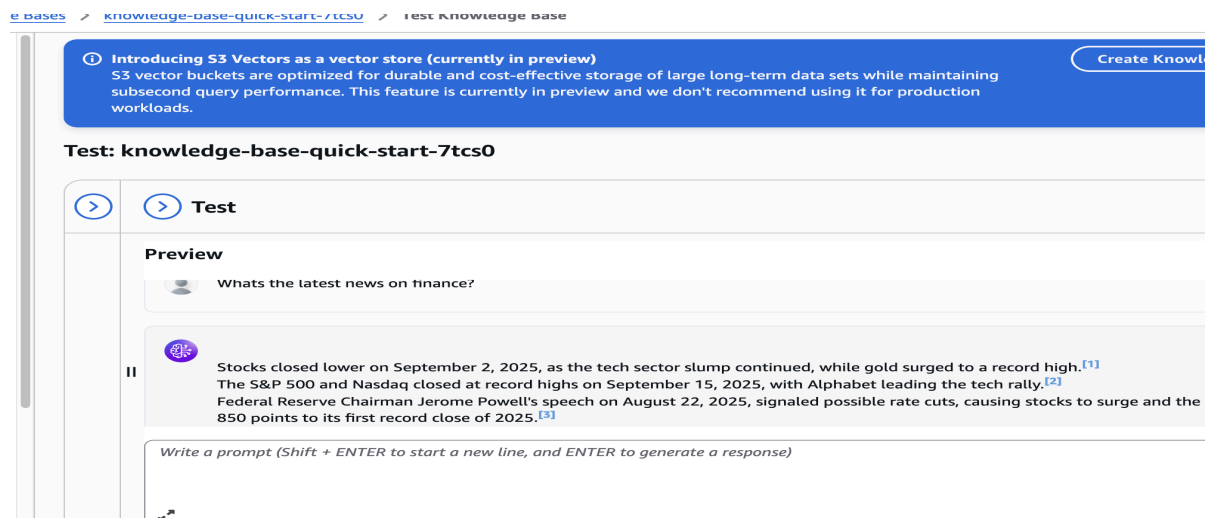 e Bases > knowledge-base-quick-start-7tcs0 > Test Knowledge Base
Introducing S3 Vectors as a vector store (currently in preview)
Create Knowl
S3 vector buckets are optimized for durable and cost-effective storage of large long-term data sets while maintaining
subsecond query performance. This feature is currently in preview and we don't recommend using it for production
workloads.
Test: knowledge-base-quick-start-7tcs0
Test
Preview
Whats the latest news on finance?
Stocks closed lower on September 2, 2025, as the tech sector slump continued, while gold surged to a record high.[1]
The S&P 500 and Nasdaq closed at record highs on September 15, 2025, with Alphabet leading the tech rally.[2]
Federal Reserve Chairman Jerome Powell's speech on August 22, 2025, signaled possible rate cuts, causing stocks to surge and the
850 points to its first record close of 2025.[3]
Write a prompt (Shift + ENTER to start a new line, and ENTER to generate a response)